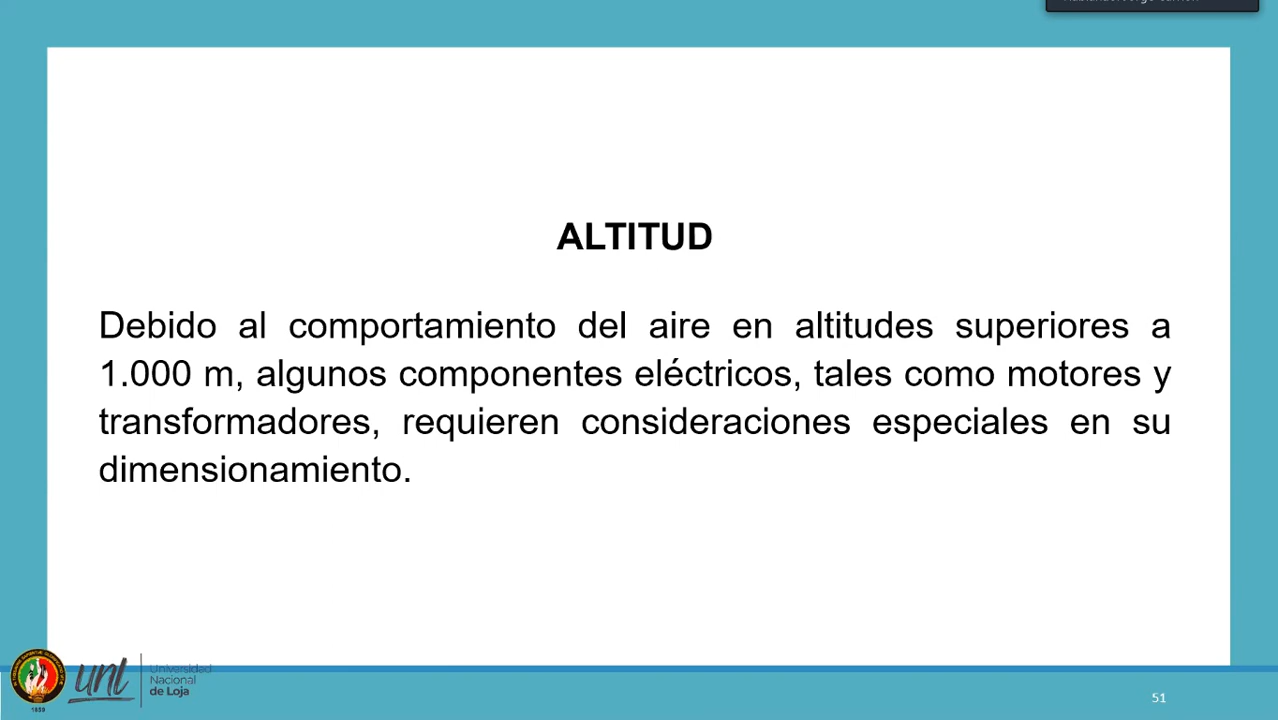 ALTITUD
Debido al comportamiento del aire en altitudes superiores a
1.000 m, algunos componentes eléctricos, tales como motores y
transformadores, requieren consideraciones especiales en su
dimensionamiento.
unl
Universidad
Nacional
de Loja
1859
51